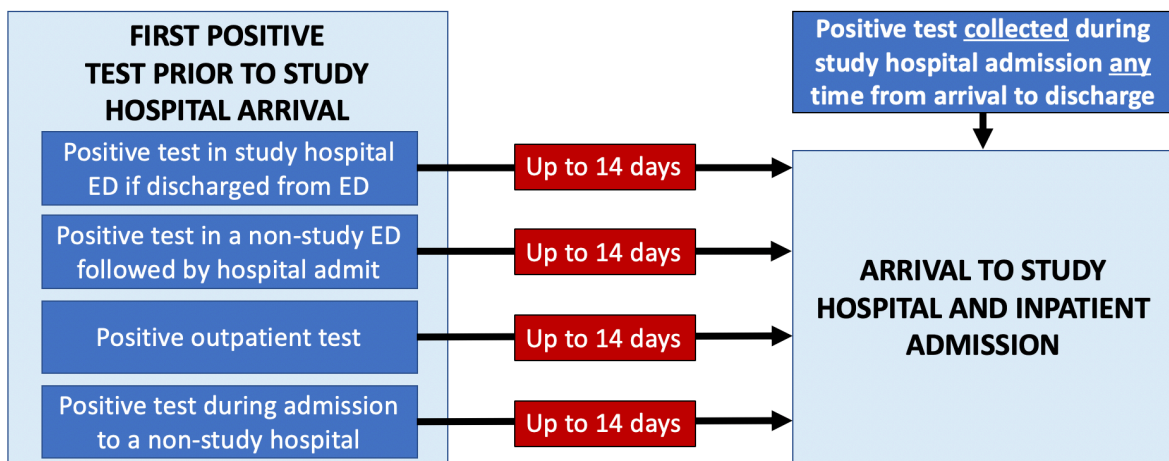 FIRST POSITIVE
TEST PRIOR TO STUDY
HOSPITAL ARRIVAL
Positive test in study hospital
ED if discharged from ED
Up to 14 days
Positive test in a non-study ED
followed by hospital admit
Up to 14 days
Positive outpatient test
Up to 14 days
Positive test during admission
to a non-study hospital
Up to 14 days
Positive test collected during
study hospital admission any
time from arrival to discharge
ARRIVAL TO STUDY
HOSPITAL AND INPATIENT
ADMISSION